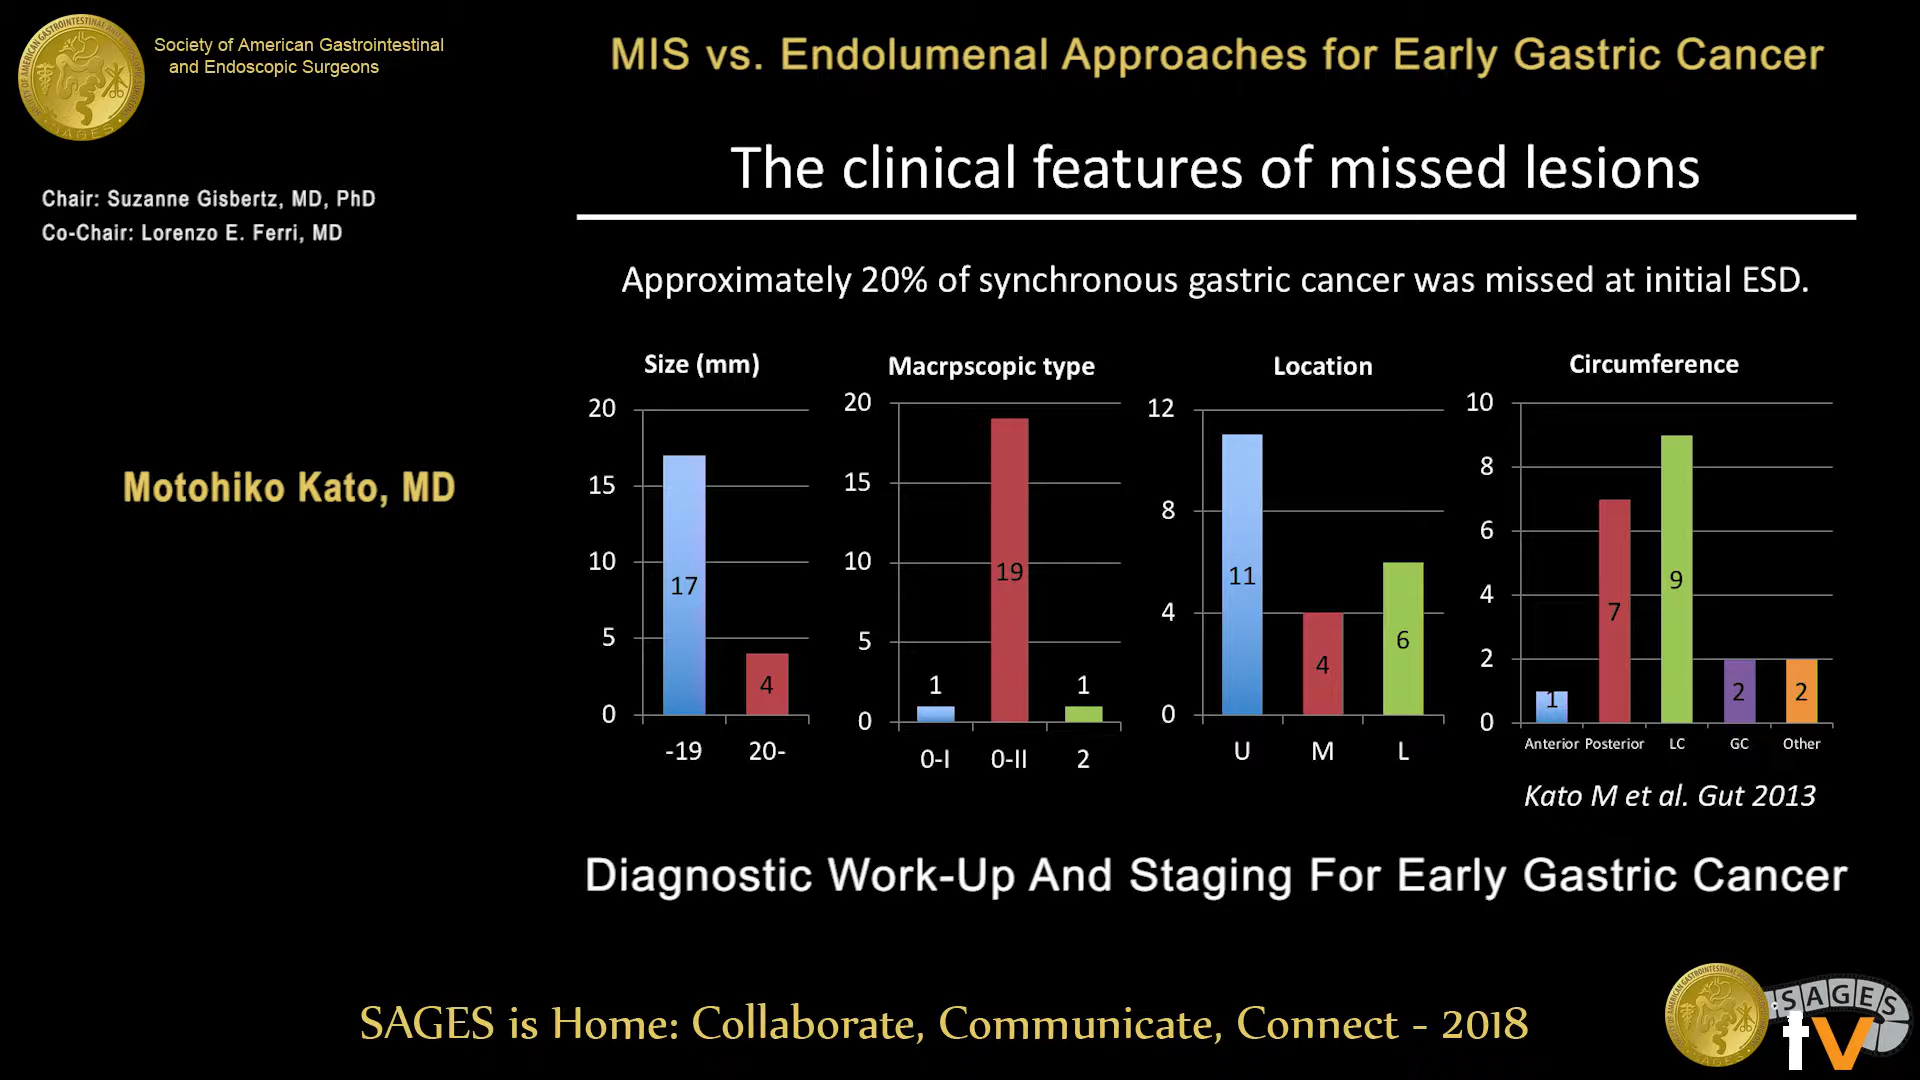 Society of American Gastrointestinal
and Endoscopic Surgeons
MIS vs. Endolumenal Approaches for Early Gastric Cancer
Chair: Suzanne Gisbertz, MD, PhD
Co-Chair: Lorenzo E. Ferri, MD
Motohiko Kato, MD
The clinical features of missed lesions
Approximately 20% of synchronous gastric cancer was missed at initial ESD.
Size (mm)
20
15
10
5
0
17
4
-19 20-
Macrpscopic type
20
15
10
5
0
1
19
1
0-I 0-II 2
Location
12
8
4
0
11
4
6
U M L
Circumference
10
8
6
4
2
0
1
7
9
2
2
Anterior Posterior LC GC Other
Kato M et al. Gut 2013
Diagnostic Work-Up And Staging For Early Gastric Cancer
SAGES is Home: Collaborate, Communicate, Connect - 2018
SAGES
tv